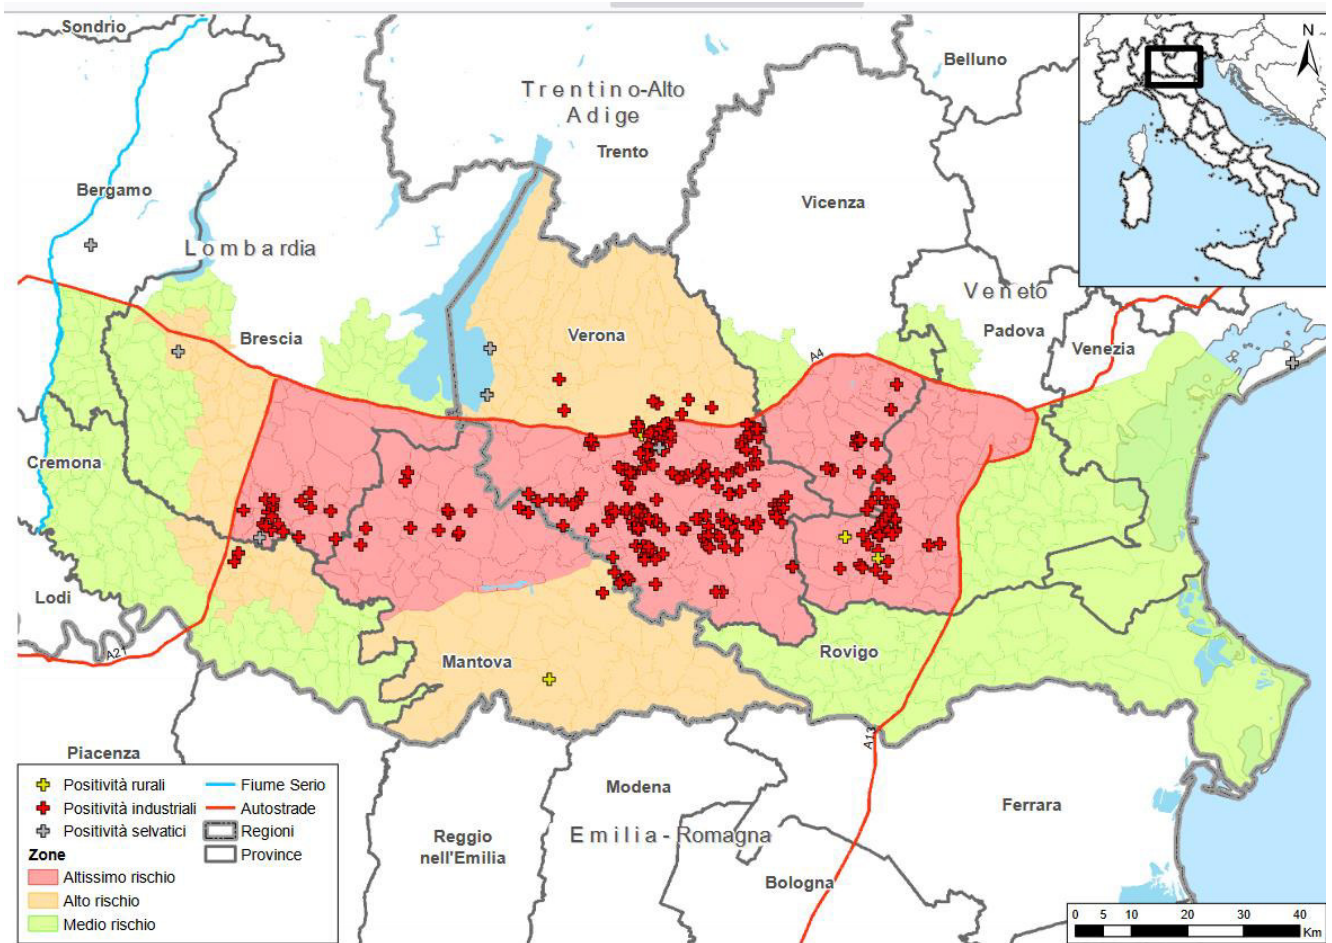 Sondrio
Belluno
N
Trentino-Alto
Adige
Trento
Bergamo
Vicenza
Lombardia
Veneto
Brescia
Verona
Padova
Venezia
A4
Cremona
Lodi
A21
Mantova
Rovigo
A13
Piacenza
Modena
Ferrara
Reggio
nell'Emilia
Emilia-Romagna
Bologna
Positività rurali
Positività industriali
Positività selvatici
Zone
Altissimo rischio
Alto rischio
Medio rischio
Fiume Serio
Autostrade
Regioni
Province
0 5 10 20 30 40
Km